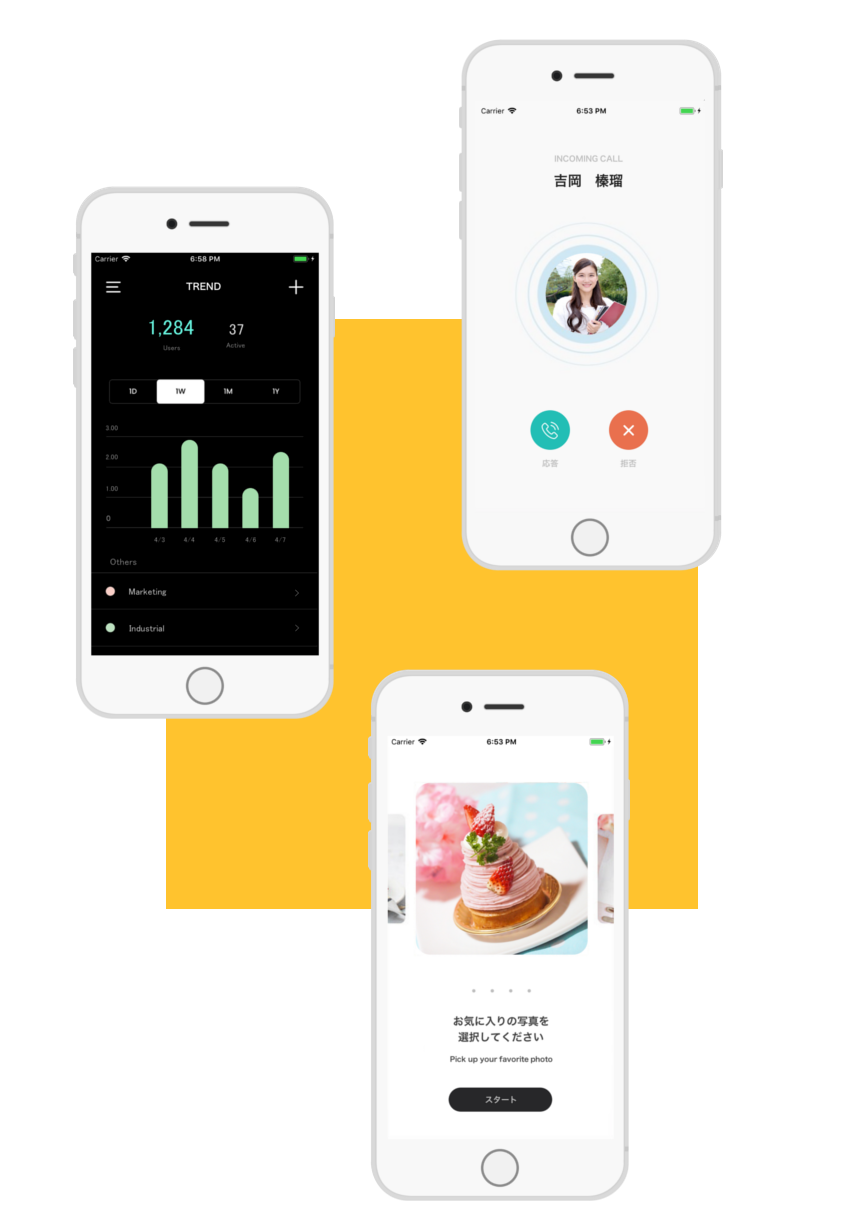 Carrier 6:53 PM
INCOMING CALL
吉岡　榛瑠
応答 拒否
Carrier 6:58 PM
TREND
1,284 37
Users Active
1D 1W 1M 1Y
3.00
2.00
1.00
0
4/3 4/4 4/5 4/6 4/7
Others
Marketing
Industrial
Carrier 6:53 PM
お気に入りの写真を
選択してください
Pick up your favorite photo
スタート